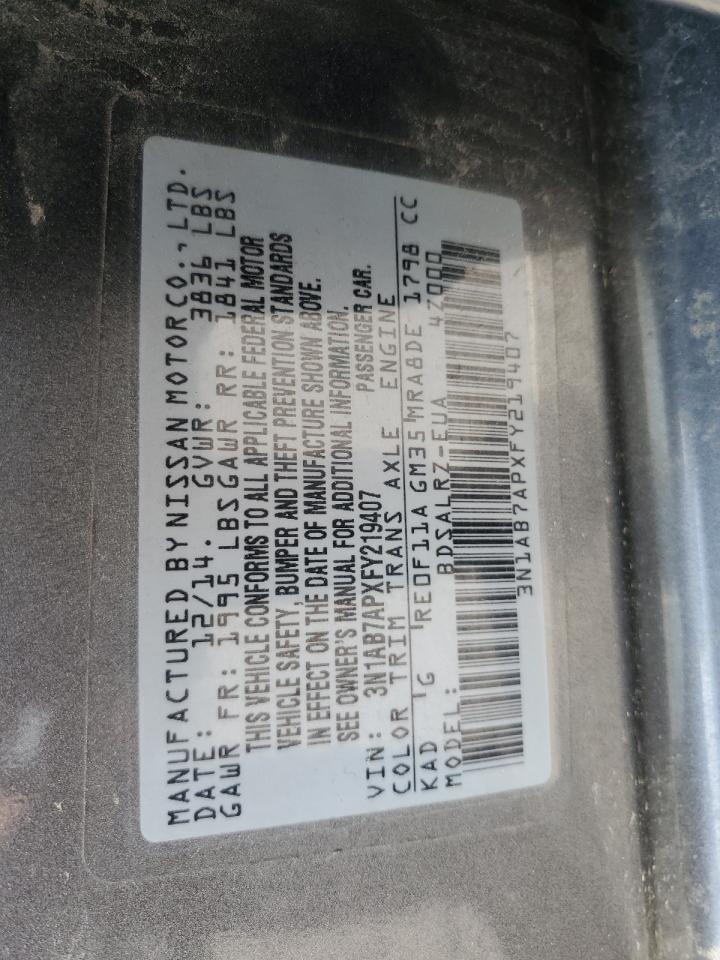 MANUFACTURED BY NISSAN MOTOR CO., LTD.
DATE: 12/14. GVWR: 3836 LBS
GAWR FR: 1995 LBS GAWR RR: 1841 LBS
THIS VEHICLE CONFORMS TO ALL APPLICABLE FEDERAL MOTOR
VEHICLE SAFETY, BUMPER AND THEFT PREVENTION STANDARDS
IN EFFECT ON THE DATE OF MANUFACTURE SHOWN ABOVE.
SEE OWNER'S MANUAL FOR ADDITIONAL INFORMATION.
VIN: 3N1AB7APXFY219407 PASSENGER CAR.
COLOR TRIM TRANS AXLE ENGINE
KAD 'G 'RE0F11A GM35 'MRA8DE 1798 CC
MODEL: BDSALRZ-EUA 4Z000
3N1AB7APXFY219407